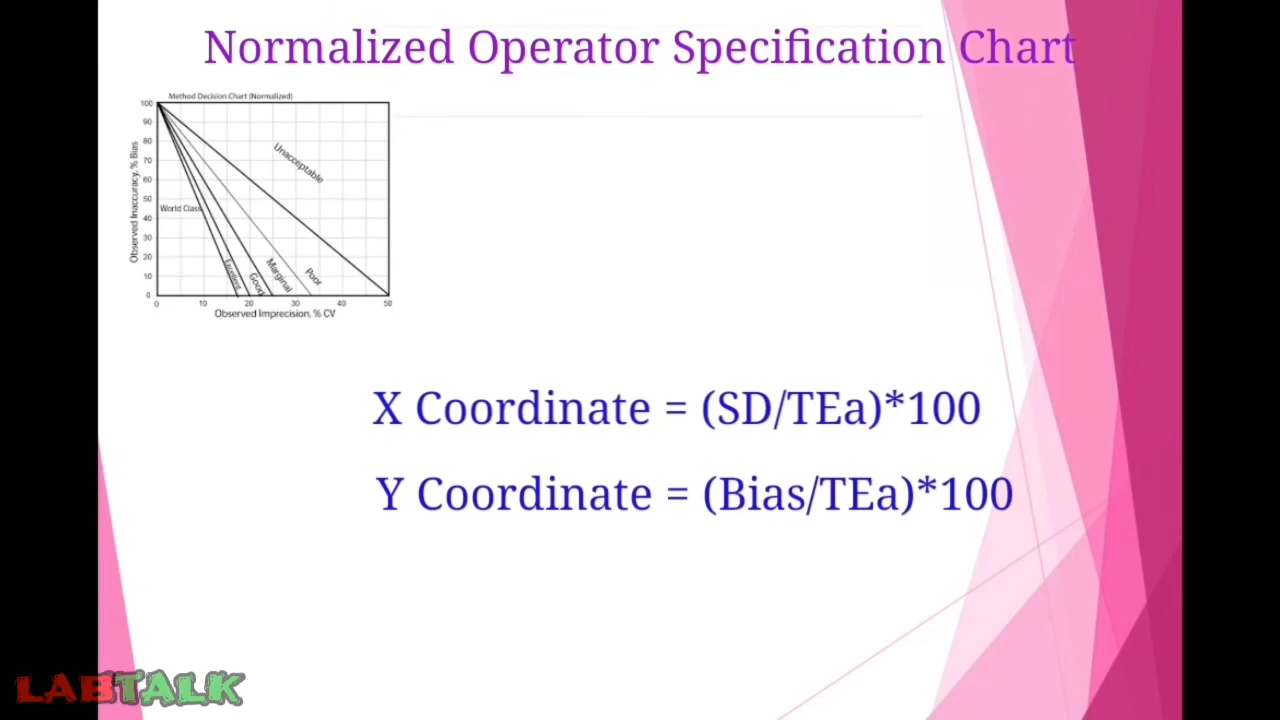 Normalized Operator Specification Chart
Method Decision Chart (Normalized)
Observed Inaccuracy, % Bias
100
90
80
70
60
50
40
30
20
10
0
Unacceptable
World Class
Excellent
Good
Marginal
Poor
0 10 20 30 40 50
Observed Imprecision, % CV
X Coordinate = (SD/TEa)*100
Y Coordinate = (Bias/TEa)*100
LABTALK